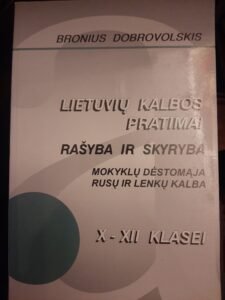 BRONIUS DOBROVOLSKIS
LIETUVIŲ KALBOS
PRATIMAI
RAŠYBA IR SKYRYBA
MOKYKLŲ DĖSTOMĄJA
RUSŲ IR LENKŲ KALBA
X-XII KLASEI